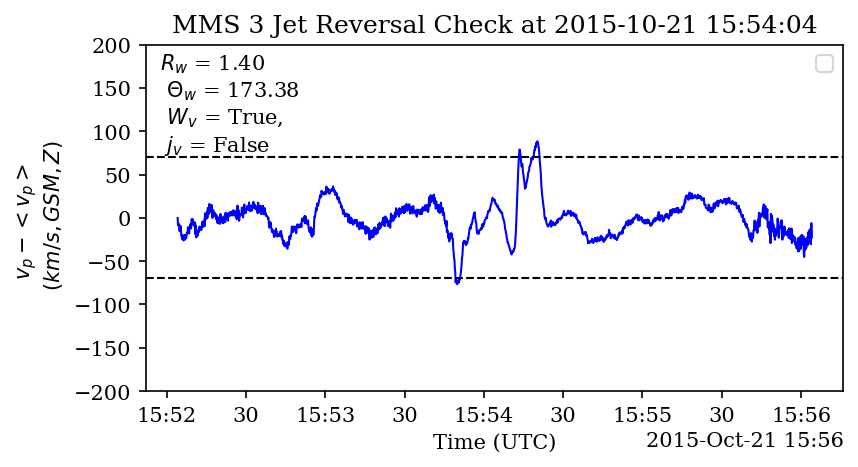 MMS 3 Jet Reversal Check at 2015-10-21 15:54:04
R_w = 1.40
Θ_w = 173.38
W_v = True,
j_v = False
v_p − <v_p>
(km/s, GSM, Z)
200
150
100
50
0
−50
−100
−150
−200
15:52 30 15:53 30 15:54 30 15:55 30 15:56
Time (UTC)
2015-Oct-21 15:56